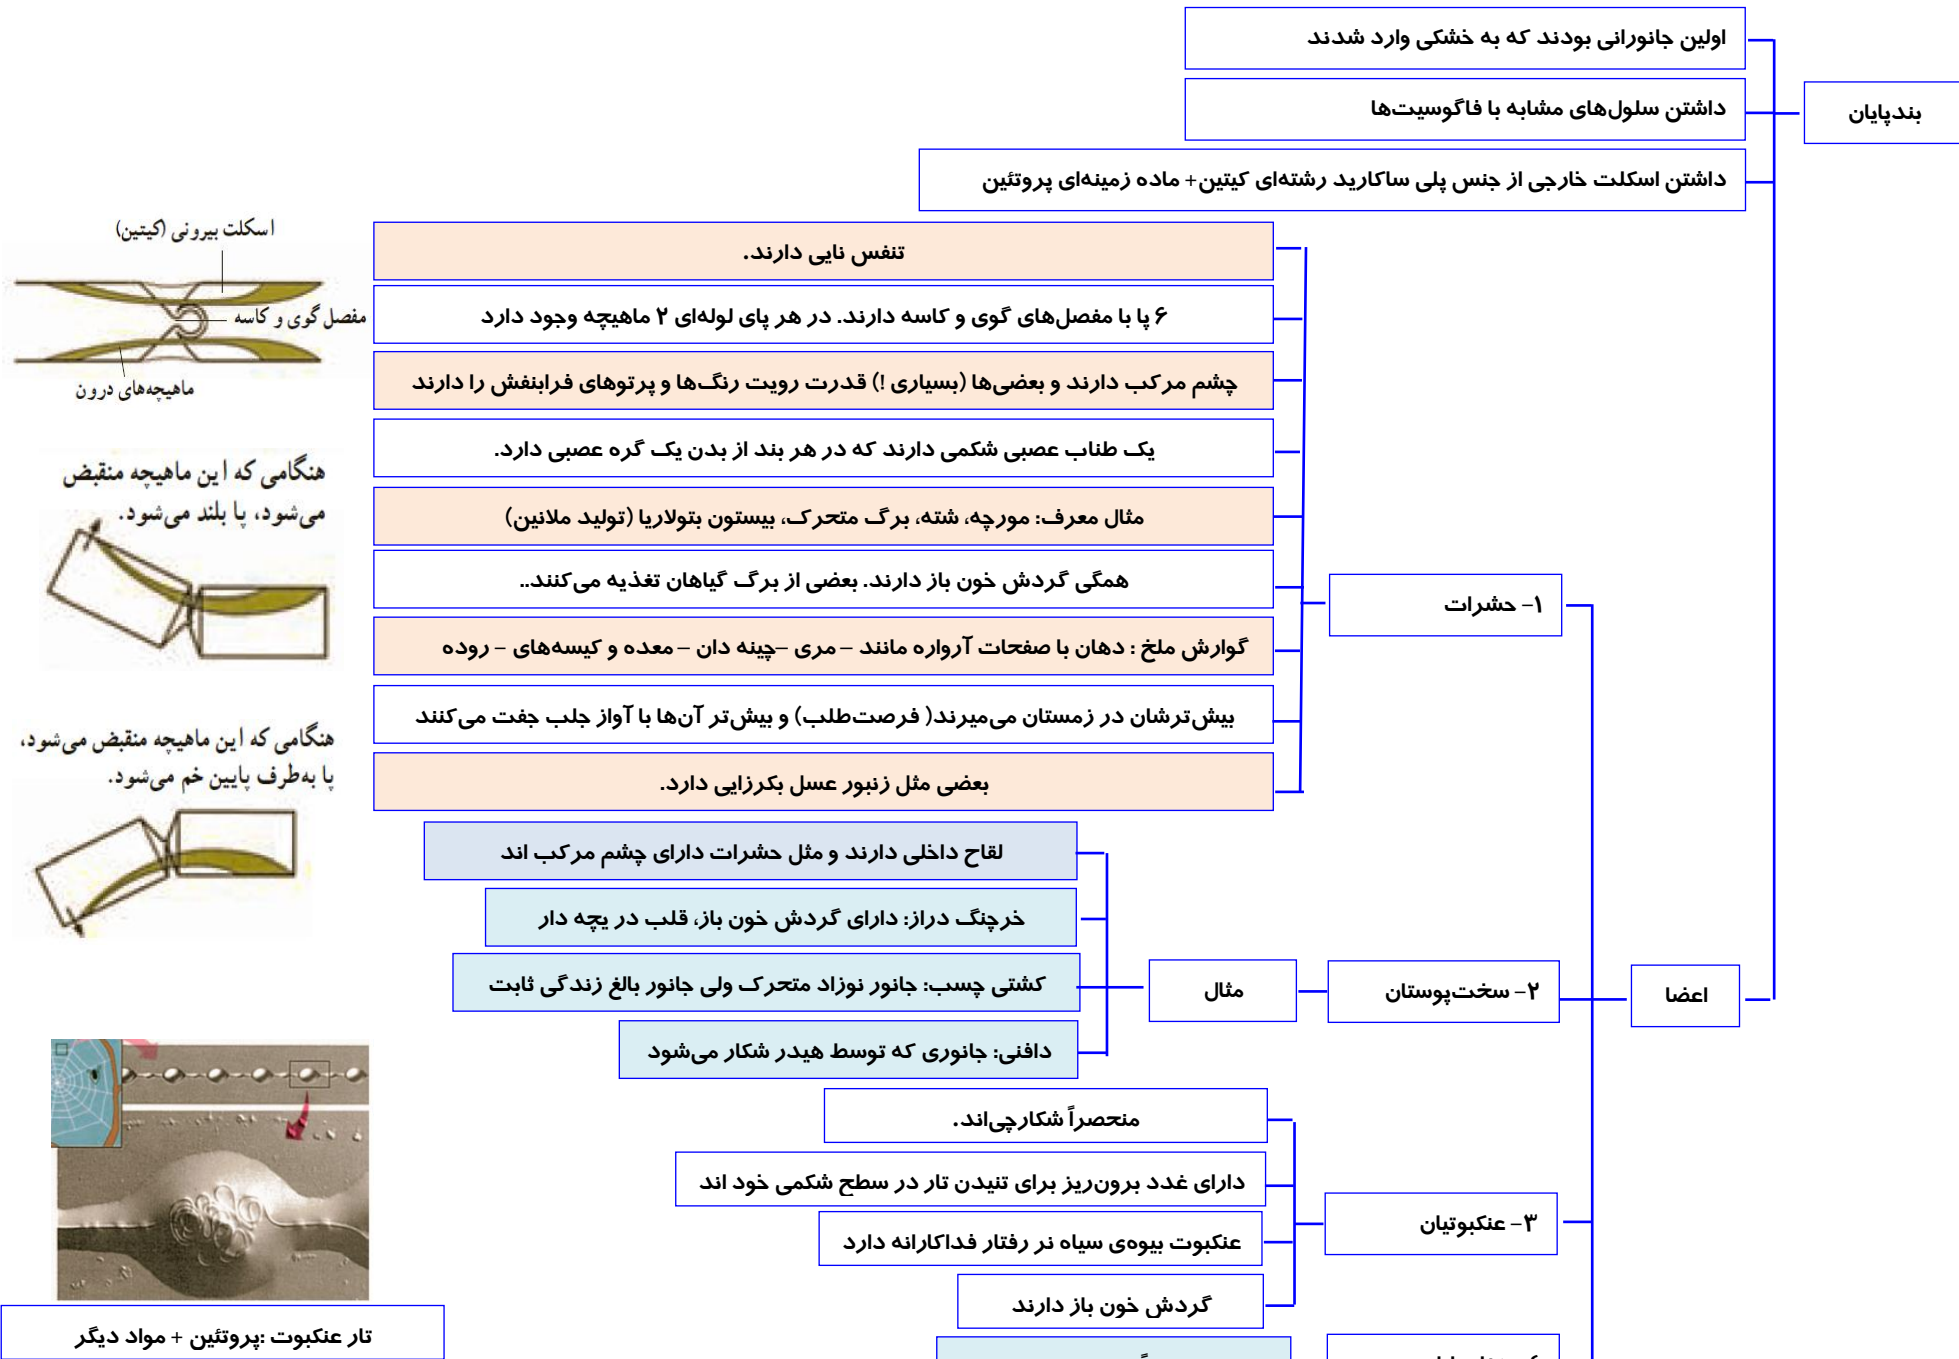 اولین جانورانی بودند که به خشکی وارد شدند
بندپایان
داشتن سلول‌های مشابه با فاگوسیت‌ها
داشتن اسکلت خارجی از جنس پلی ساکارید رشته‌ای کیتین+ ماده زمینه‌ای پروتئین
تنفس نایی دارند.
۶ پا با مفصل‌های گوی و کاسه دارند. در هر پای لوله‌ای ۲ ماهیچه وجود دارد
چشم مرکب دارند و بعضی‌ها (بسیاری !) قدرت رویت رنگ‌ها و پرتوهای فرابنفش را دارند
یک طناب عصبی شکمی دارند که در هر بند از بدن یک گره عصبی دارد.
مثال معرف: مورچه، شته، برگ متحرک، بیستون بتولاریا (تولید ملانین)
همگی گردش خون باز دارند. بعضی از برگ گیاهان تغذیه می‌کنند..
۱- حشرات
گوارش ملخ : دهان با صفحات آرواره مانند – مری –چینه دان – معده و کیسه‌های – روده
بیش‌ترشان در زمستان می‌میرند( فرصت‌طلب) و بیش‌تر آن‌ها با آواز جلب جفت می‌کنند
بعضی مثل زنبور عسل بکرزایی دارد.
لقاح داخلی دارند و مثل حشرات دارای چشم مرکب اند
خرچنگ دراز: دارای گردش خون باز، قلب در یچه دار
کشتی چسب: جانور نوزاد متحرک ولی جانور بالغ زندگی ثابت
مثال
۲- سخت‌پوستان
اعضا
دافنی: جانوری که توسط هیدر شکار می‌شود
منحصراً شکارچی‌اند.
دارای غدد برون‌ریز برای تنیدن تار در سطح شکمی خود اند
۳- عنکبوتیان
عنکبوت بیوه‌ی سیاه نر رفتار فداکارانه دارد
گردش خون باز دارند
اسکلت بیرونی (کیتین)
مفصل گوی و کاسه
ماهیچه‌های درون
هنگامی که این ماهیچه منقبض
می‌شود، پا بلند می‌شود.
هنگامی که این ماهیچه منقبض می‌شود،
پا به‌طرف پایین خم می‌شود.
تار عنکبوت :پروتئین + مواد دیگر